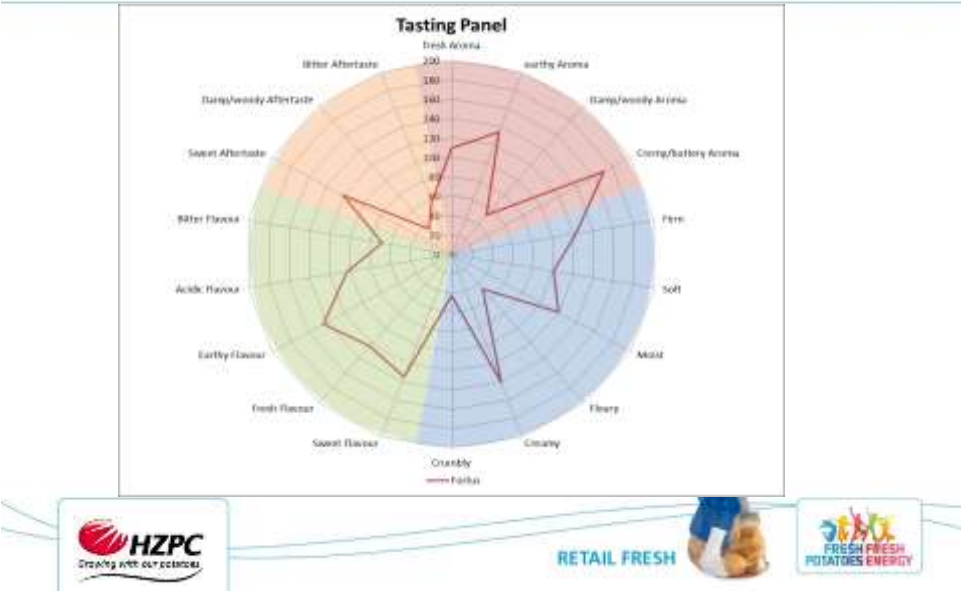 Tasting Panel
Fresh Aroma
Bitter Aftertaste
earthy Aroma
200
180
160
140
120
100
80
60
40
20
0
Damp/woody Aftertaste
Damp/woody Aroma
Sweet Aftertaste
Creamy/buttery Aroma
Bitter Flavour
Firm
Acidic Flavour
Soft
Earthy Flavour
Moist
Fresh Flavour
Floury
Sweet Flavour
Creamy
Crumbly
HZPC
Growing with our potatoes
RETAIL FRESH
FRESH FRESH
POTATOES ENERGY